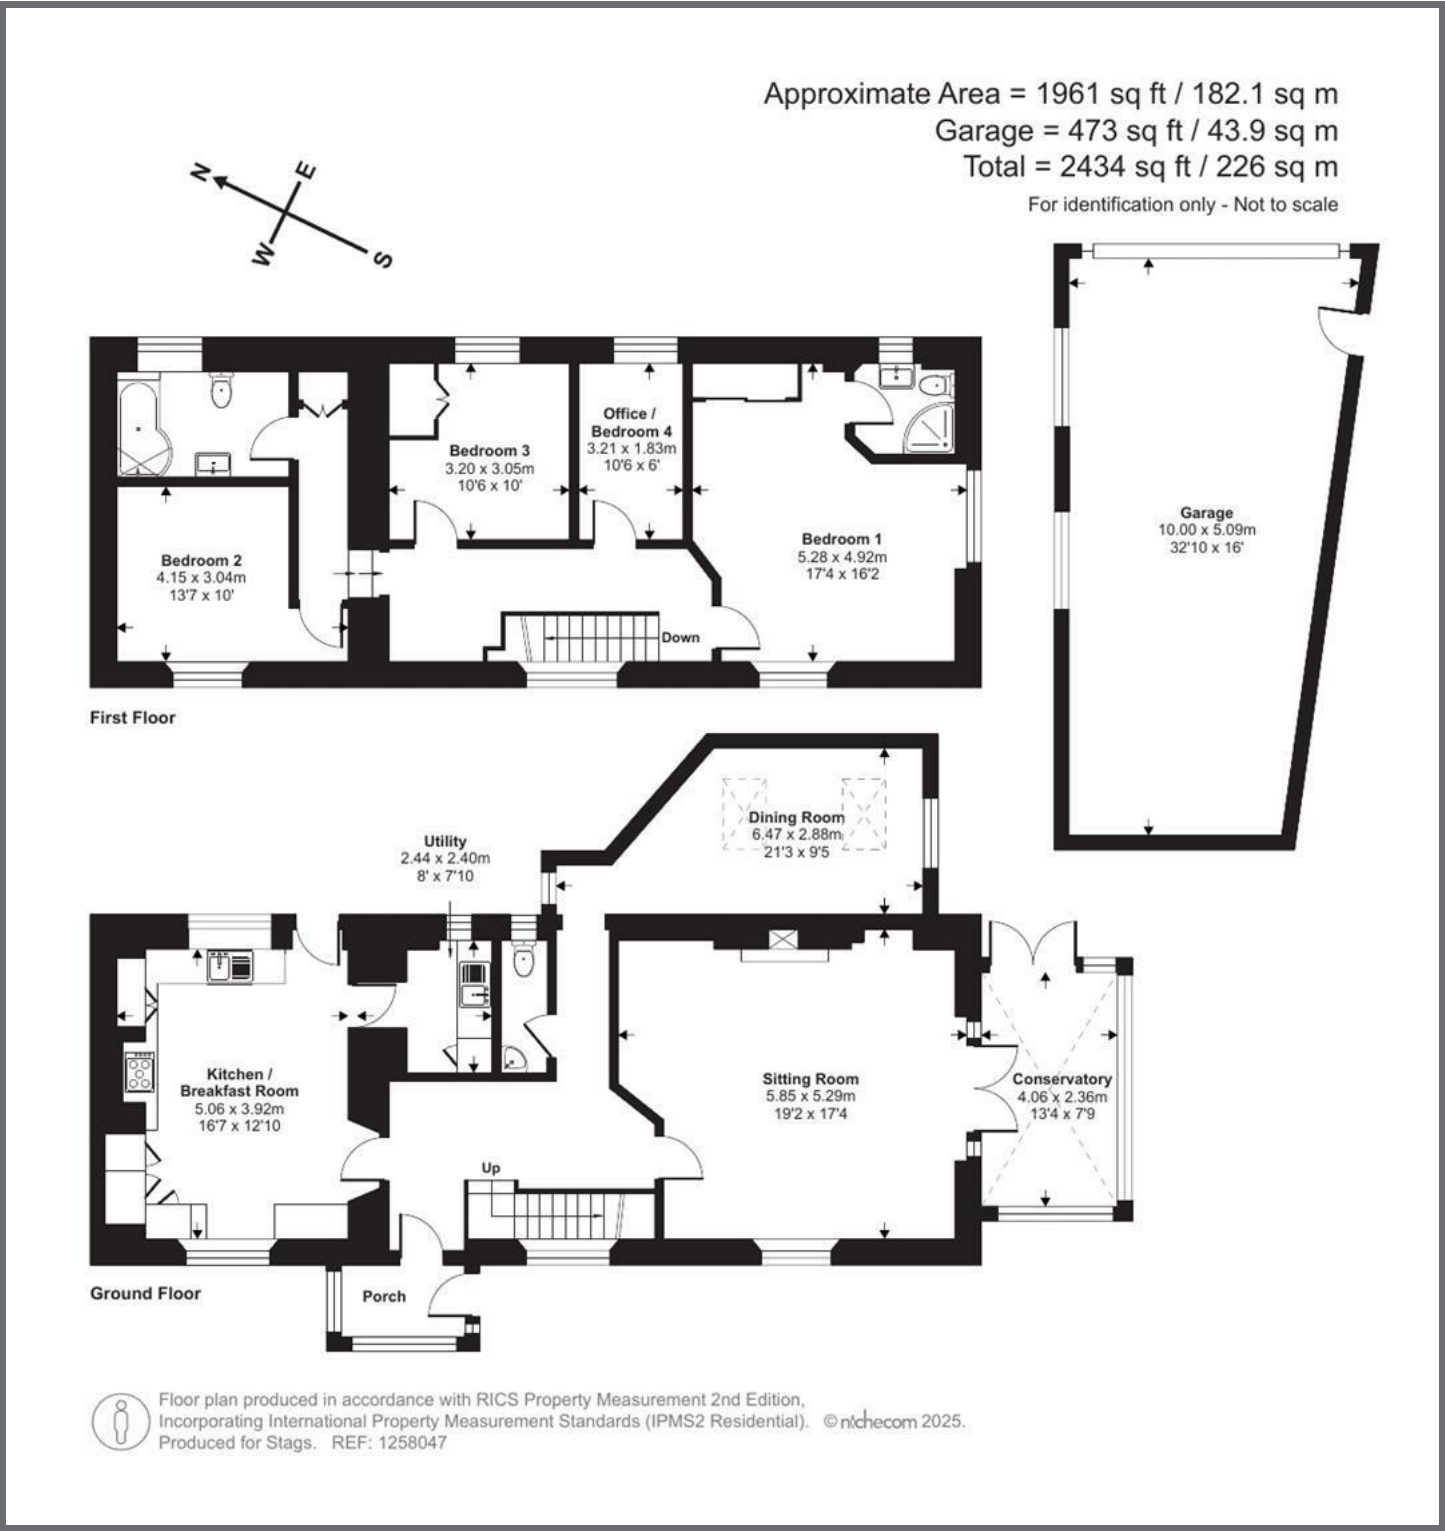 Approximate Area = 1961 sq ft / 182.1 sq m
Garage = 473 sq ft / 43.9 sq m
Total = 2434 sq ft / 226 sq m
For identification only - Not to scale
N
E
W
S
Office /
Bedroom 4
3.21 x 1.83m
10'6 x 6'
Bedroom 3
3.20 x 3.05m
10'6 x 10'
Bedroom 2
4.15 x 3.04m
13'7 x 10'
Bedroom 1
5.28 x 4.92m
17'4 x 16'2
Down
Garage
10.00 x 5.09m
32'10 x 16'
First Floor
Utility
2.44 x 2.40m
8' x 7'10
Dining Room
6.47 x 2.88m
21'3 x 9'5
Kitchen /
Breakfast Room
5.06 x 3.92m
16'7 x 12'10
Sitting Room
5.85 x 5.29m
19'2 x 17'4
Conservatory
4.06 x 2.36m
13'4 x 7'9
Up
Ground Floor
Porch
Floor plan produced in accordance with RICS Property Measurement 2nd Edition,
Incorporating International Property Measurement Standards (IPMS2 Residential). © nichecom 2025.
Produced for Stags. REF: 1258047